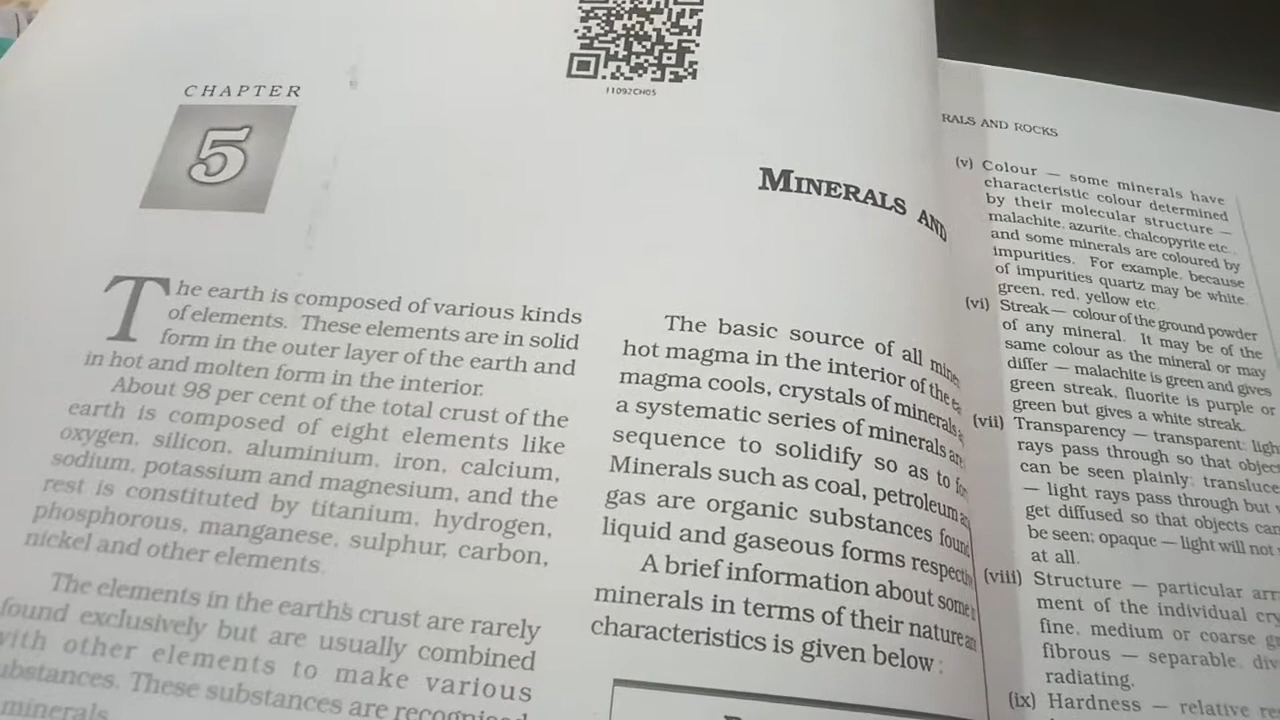 11092CH05
CHAPTER
5
MINERALS AND
The earth is composed of various kinds
of elements. These elements are in solid
form in the outer layer of the earth and
in hot and molten form in the interior.
About 98 per cent of the total crust of the
earth is composed of eight elements like
oxygen, silicon, aluminium, iron, calcium,
sodium, potassium and magnesium, and the
rest is constituted by titanium, hydrogen,
phosphorous, manganese, sulphur, carbon,
nickel and other elements.
The elements in the earth's crust are rarely
found exclusively but are usually combined
with other elements to make various
substances. These substances are recognised
minerals.
The basic source of all
hot magma in the interior of the
magma cools, crystals of minerals
a systematic series of minerals are
sequence to solidify so as to
Minerals such as coal, petroleum
gas are organic substances found
liquid and gaseous forms
A brief information about some
minerals in terms of their nature
characteristics is given below :
RALS AND ROCKS
(v) Colour — some minerals have
characteristic colour determined
by their molecular structure —
malachite, azurite, chalcopyrite etc.,
and some minerals are coloured by
impurities. For example, because
of impurities quartz may be white,
green, red, yellow etc.
(vi) Streak — colour of the ground powder
of any mineral. It may be of the
same colour as the mineral or may
differ — malachite is green and gives
green streak, fluorite is purple or
green but gives a white streak.
(vii) Transparency — transparent: light
rays pass through so that object
can be seen plainly;
— light rays pass through but
get diffused so that objects can
be seen; opaque — light will not
at all.
(viii) Structure — particular
ment of the individual
fine, medium or coarse
fibrous — separable,
radiating.
(ix) Hardness — relative